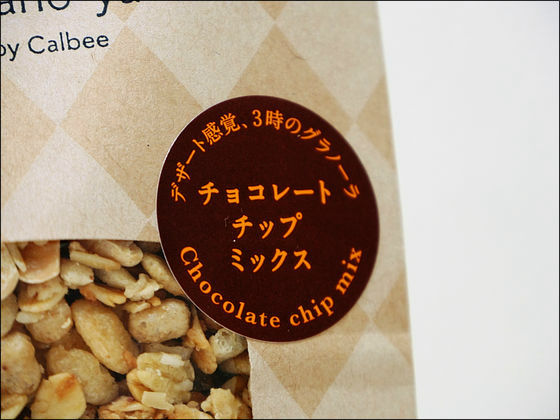 by Calbee
デザート感覚、3時のグラノーラ
チョコレート
チップ
ミックス
Chocolate chip mix